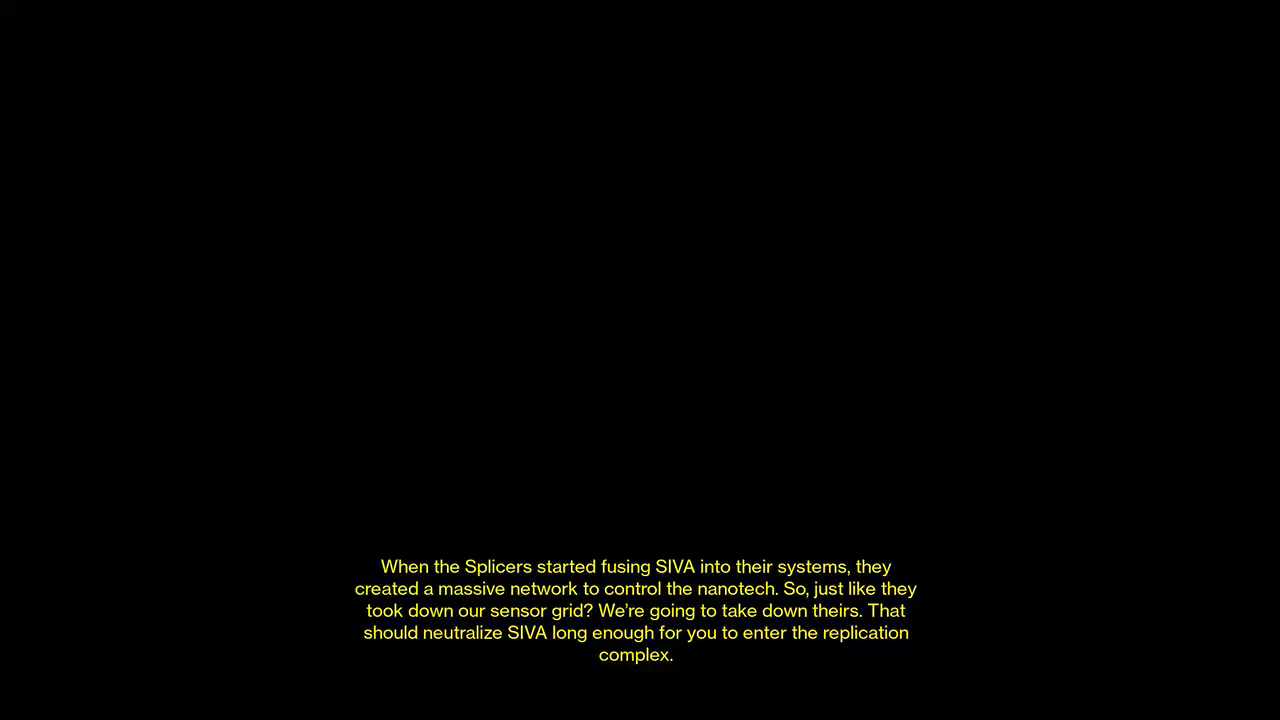 When the Splicers started fusing SIVA into their systems, they
created a massive network to control the nanotech. So, just like they
took down our sensor grid? We’re going to take down theirs. That
should neutralize SIVA long enough for you to enter the replication
complex.